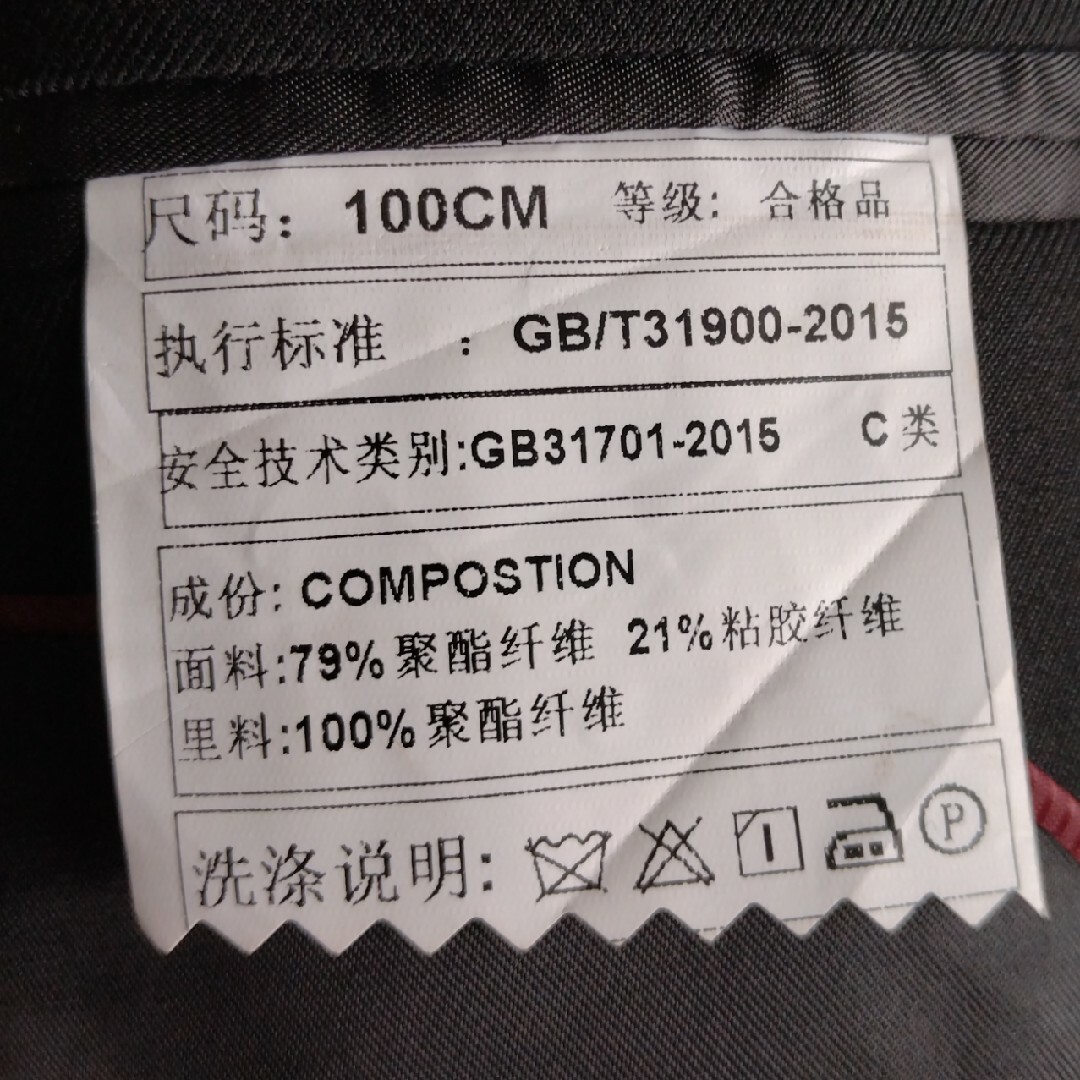 尺码： 100CM 等级： 合格品
执行标准 ： GB/T31900-2015
安全技术类别:GB31701-2015 C类
成份: COMPOSTION
面料:79%聚酯纤维 21%粘胶纤维
里料:100%聚酯纤维
洗涤说明: P